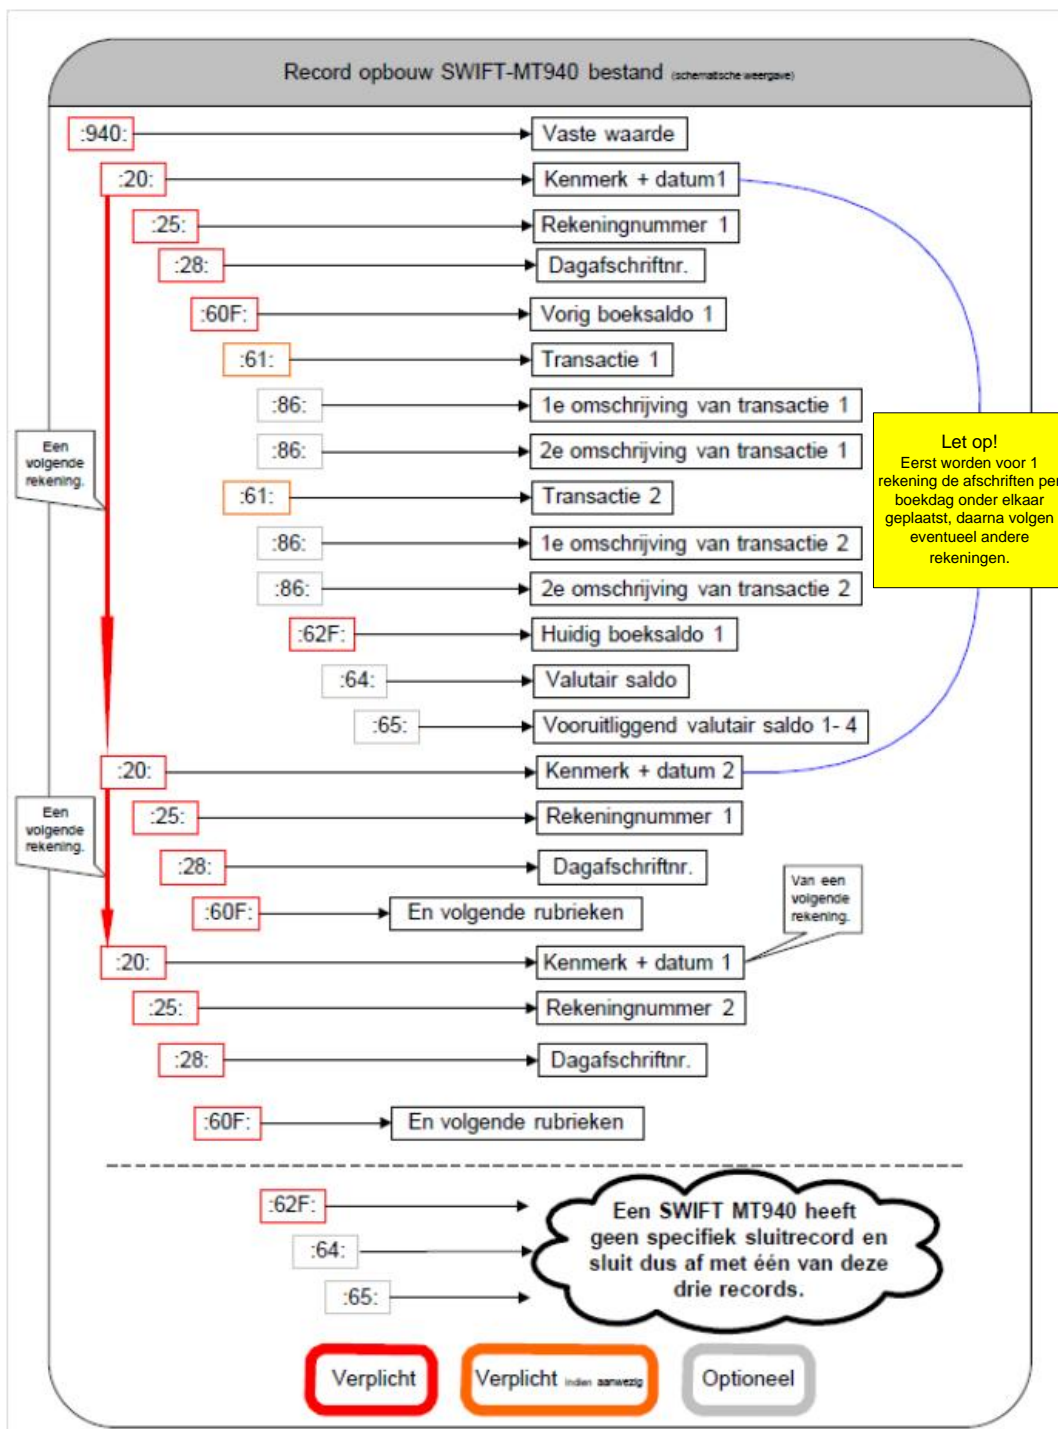 Record opbouw SWIFT-MT940 bestand (schematische weergave)
:940: Vaste waarde
:20: Kenmerk + datum1
:25: Rekeningnummer 1
:28: Dagafschriftnr.
:60F: Vorig boeksaldo 1
:61: Transactie 1
:86: 1e omschrijving van transactie 1
Een
volgende
rekening.
:86: 2e omschrijving van transactie 1
:61: Transactie 2
:86: 1e omschrijving van transactie 2
:86: 2e omschrijving van transactie 2
Let op!
Eerst worden voor 1
rekening de afschriften per
boekdag onder elkaar
geplaatst, daarna volgen
eventueel andere
rekeningen.
:62F: Huidig boeksaldo 1
:64: Valutair saldo
:65: Vooruitliggend valutair saldo 1- 4
:20: Kenmerk + datum 2
Een
volgende
rekening.
:25: Rekeningnummer 1
:28: Dagafschriftnr.
:60F: En volgende rubrieken
Van een
volgende
rekening.
:20: Kenmerk + datum 1
:25: Rekeningnummer 2
:28: Dagafschriftnr.
:60F: En volgende rubrieken
:62F:
:64:
:65:
Een SWIFT MT940 heeft
geen specifiek sluitrecord en
sluit dus af met één van deze
drie records.
Verplicht
Verplicht indien aanwezig
Optioneel